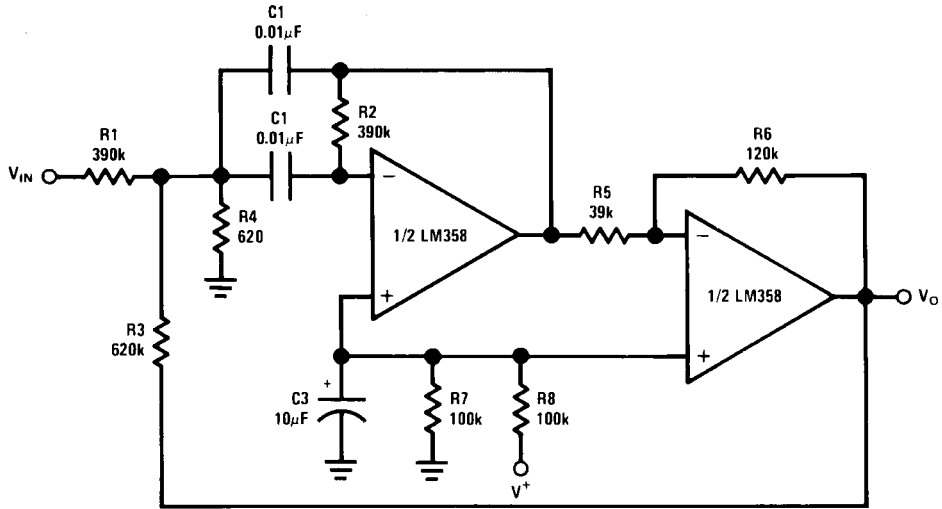 C1
0.01μF
C1
0.01μF
R2
390k
R1
390k
VIN
R4
620
R3
620k
−
+
1/2 LM358
R5
39k
R6
120k
−
+
1/2 LM358
VO
+
C3
10μF
R7
100k
R8
100k
V+